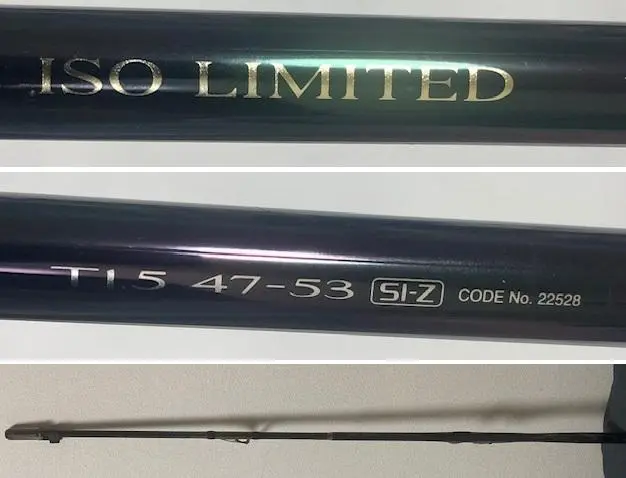 ISO LIMITED
T1.5 47-53 SI-Z CODE No. 22528